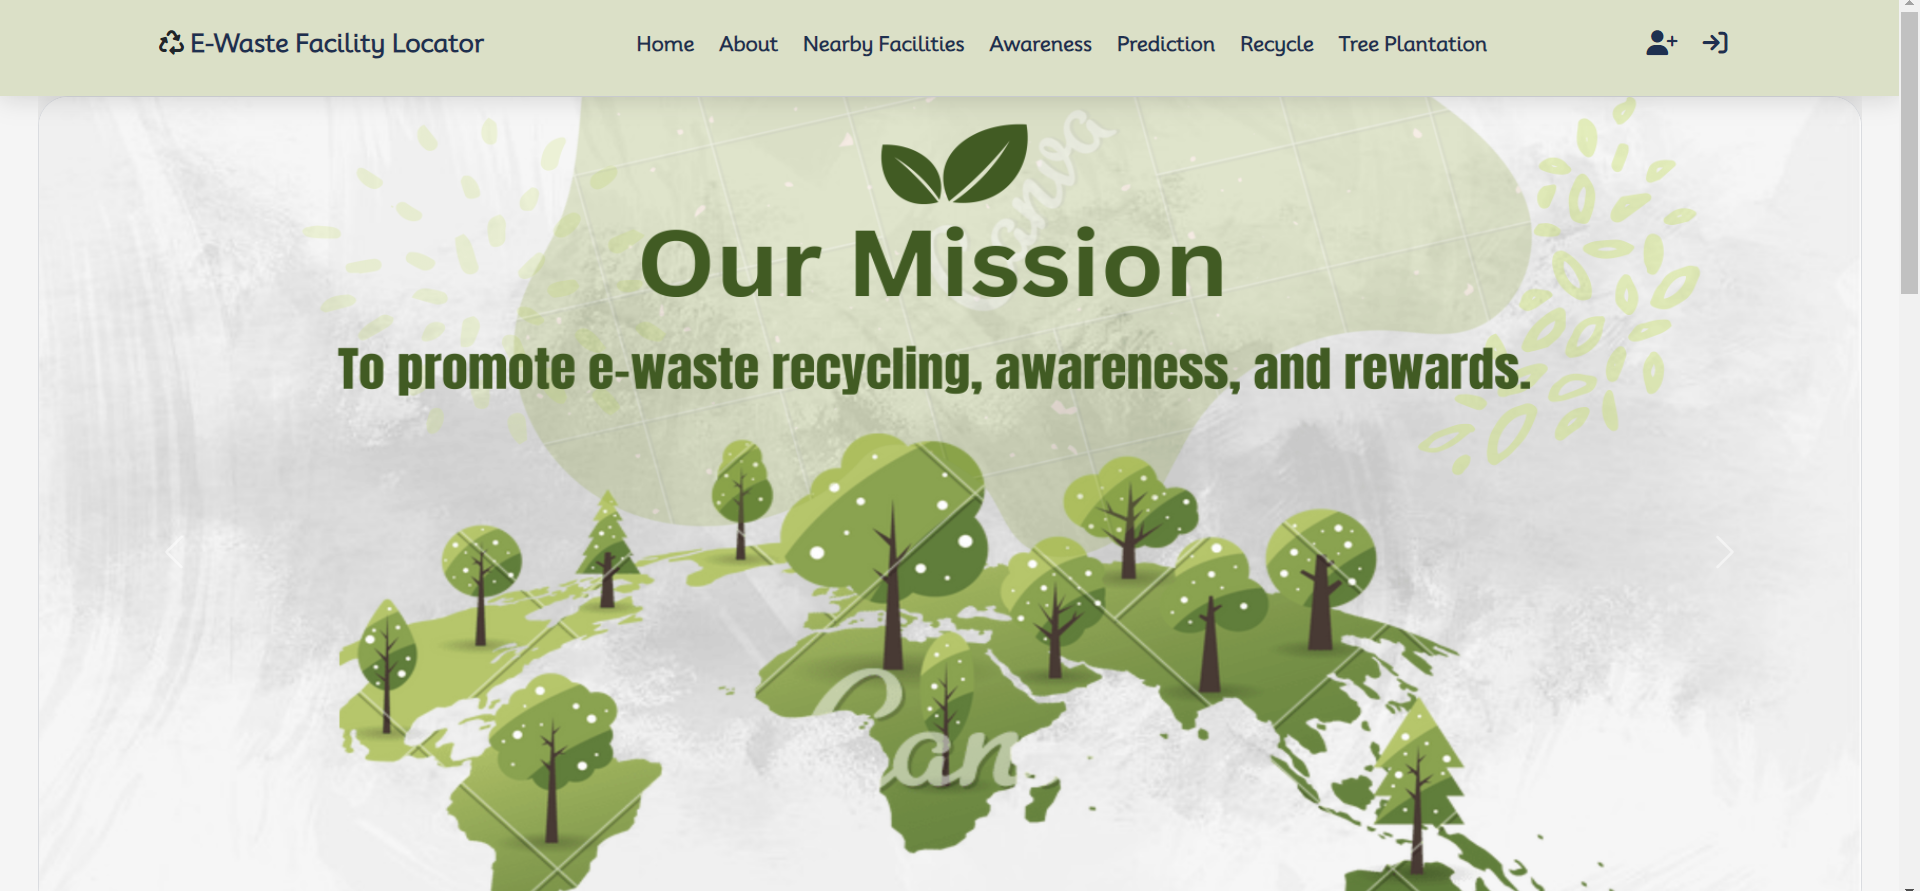 E-Waste Facility Locator
Home About Nearby Facilities Awareness Prediction Recycle Tree Plantation
Canva
Our Mission
To promote e-waste recycling, awareness, and rewards.
Canv